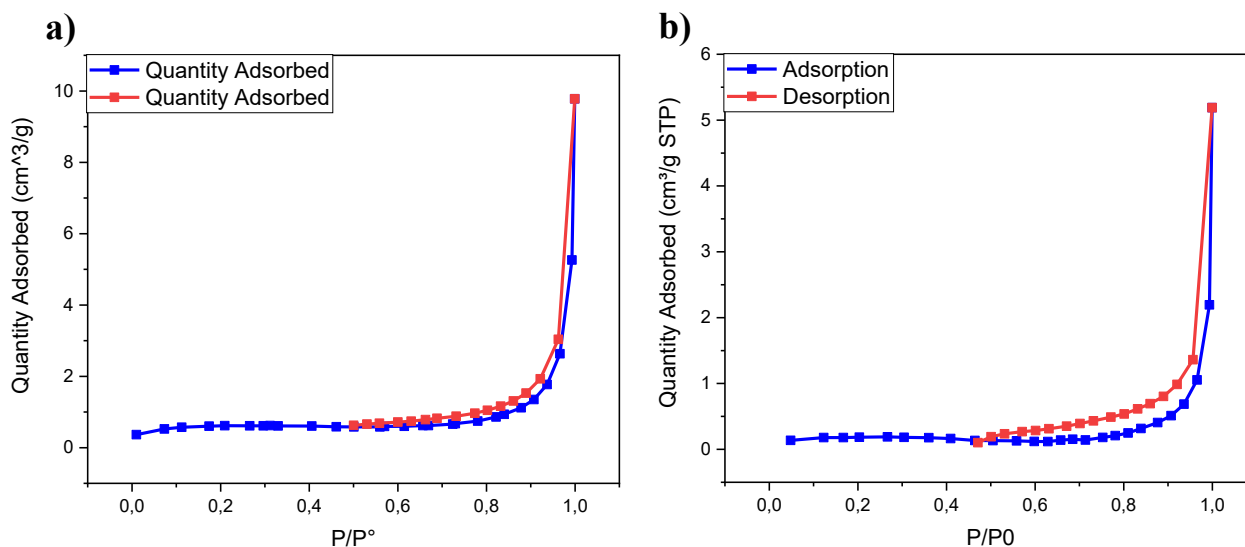 a)
Quantity Adsorbed
Quantity Adsorbed
Quantity Adsorbed (cm^3/g)
10
8
6
4
2
0
0,0 0,2 0,4 0,6 0,8 1,0
P/P°
b)
Adsorption
Desorption
Quantity Adsorbed (cm³/g STP)
6
5
4
3
2
1
0
0,0 0,2 0,4 0,6 0,8 1,0
P/P0